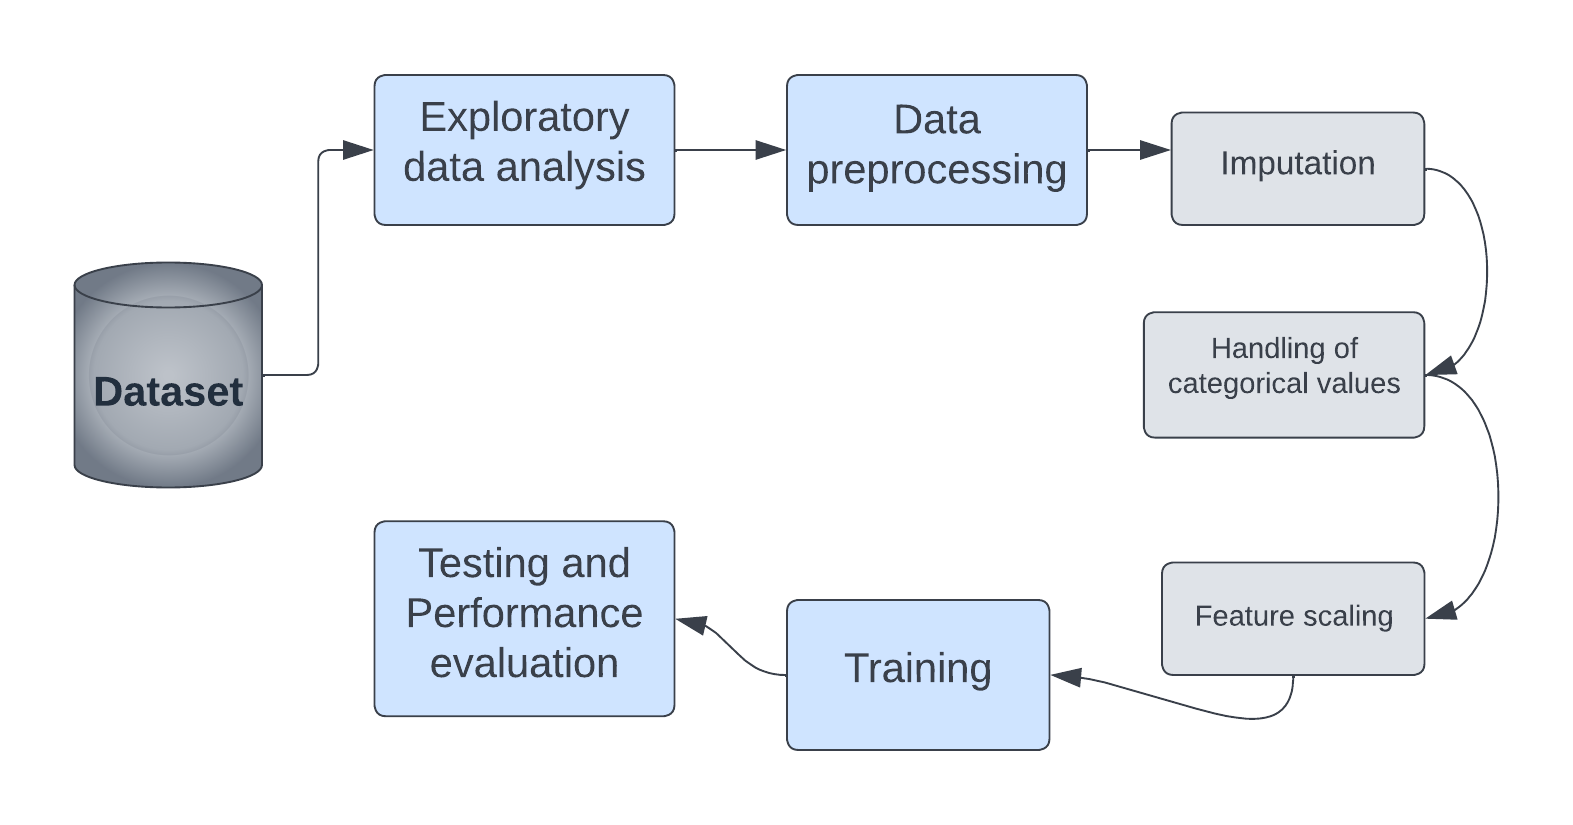 Exploratory
data analysis
Data
preprocessing
Imputation
Dataset
Handling of
categorical values
Testing and
Performance
evaluation
Training
Feature scaling